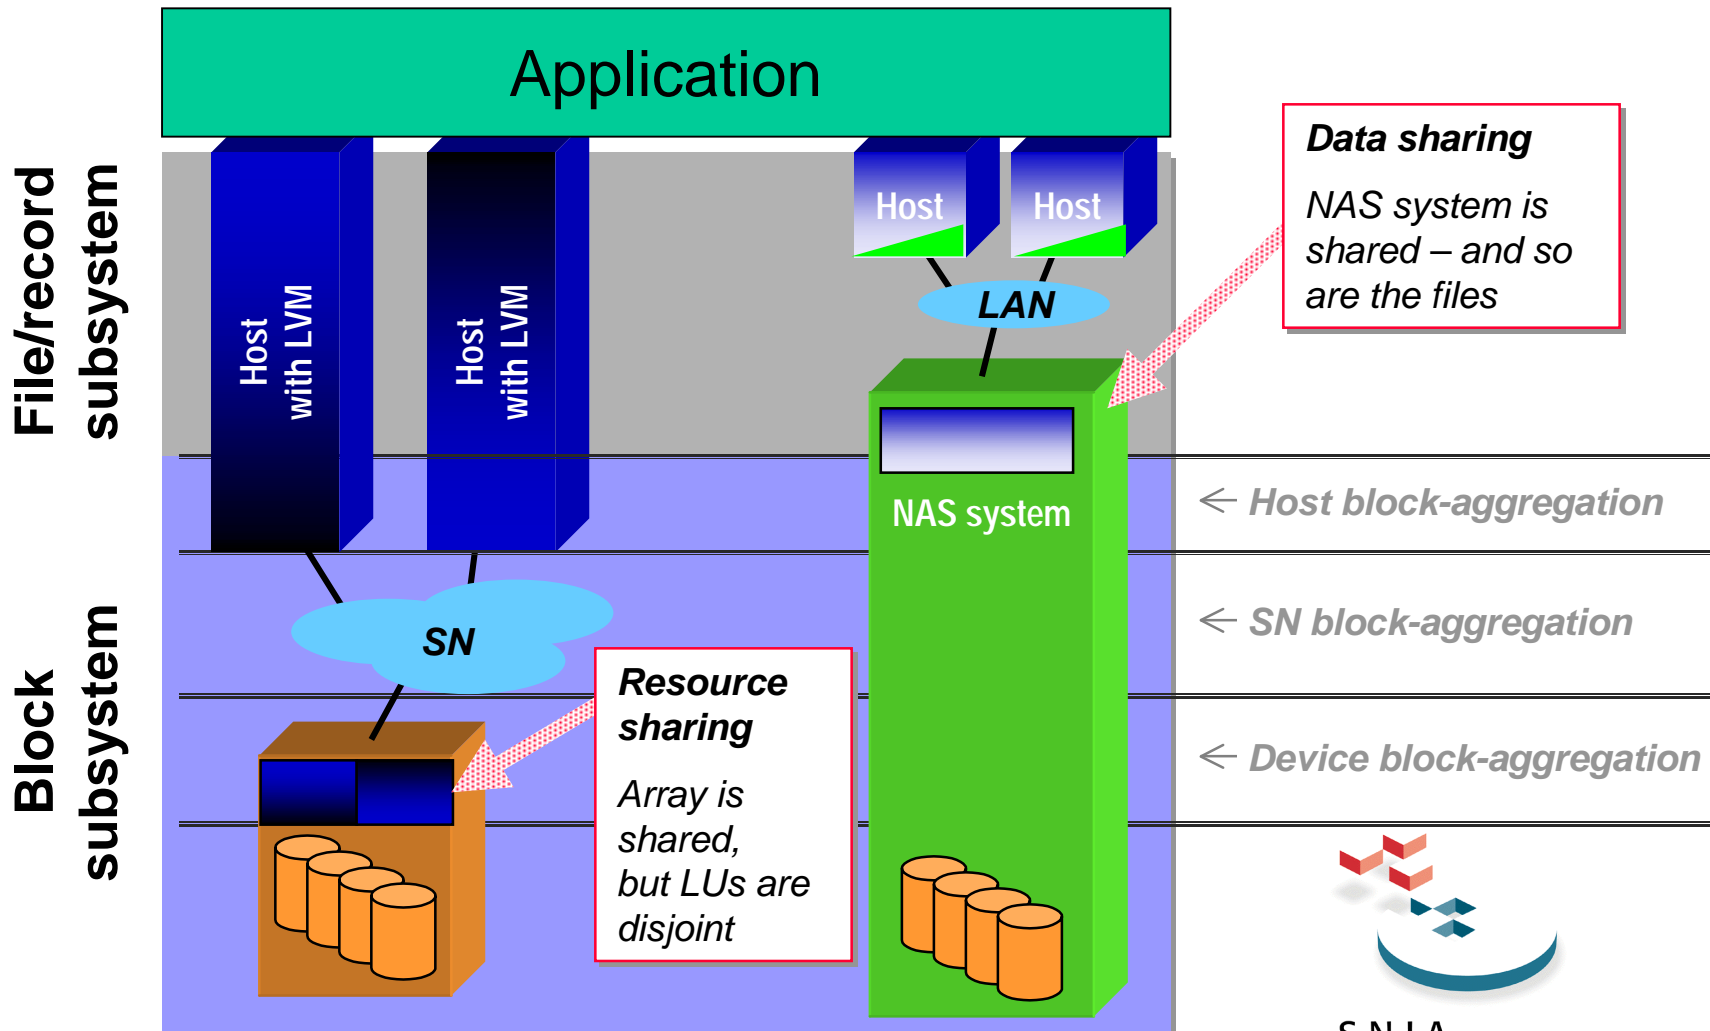 Application
File/record
subsystem
Block
subsystem
Host
with LVM
Host
with LVM
Host
Host
LAN
NAS system
SN
Data sharing
NAS system is
shared – and so
are the files
Resource
sharing
Array is
shared,
but LUs are
disjoint
← Host block-aggregation
← SN block-aggregation
← Device block-aggregation
SNIA